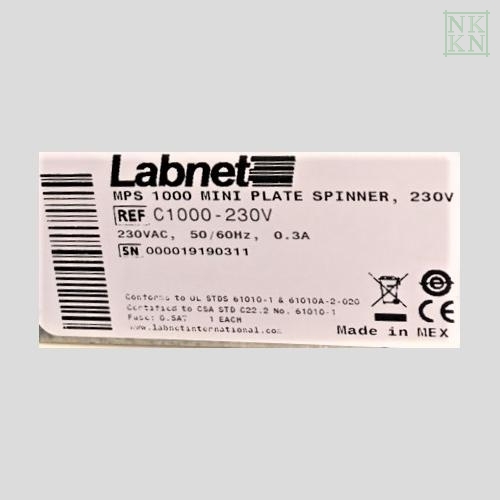 NK
KN
Labnet
MPS 1000 MINI PLATE SPINNER, 230V
REF C1000-230V
230VAC, 50/60Hz, 0.3A
SN 000019190311
Conforms to UL STDS 61010-1 & 61010A-2-020
Certified to CSA STD C22.2 No. 61010-1
Fuse: 0.5AT 1 EACH
www.labnetinternational.com
CE
Made in MEX